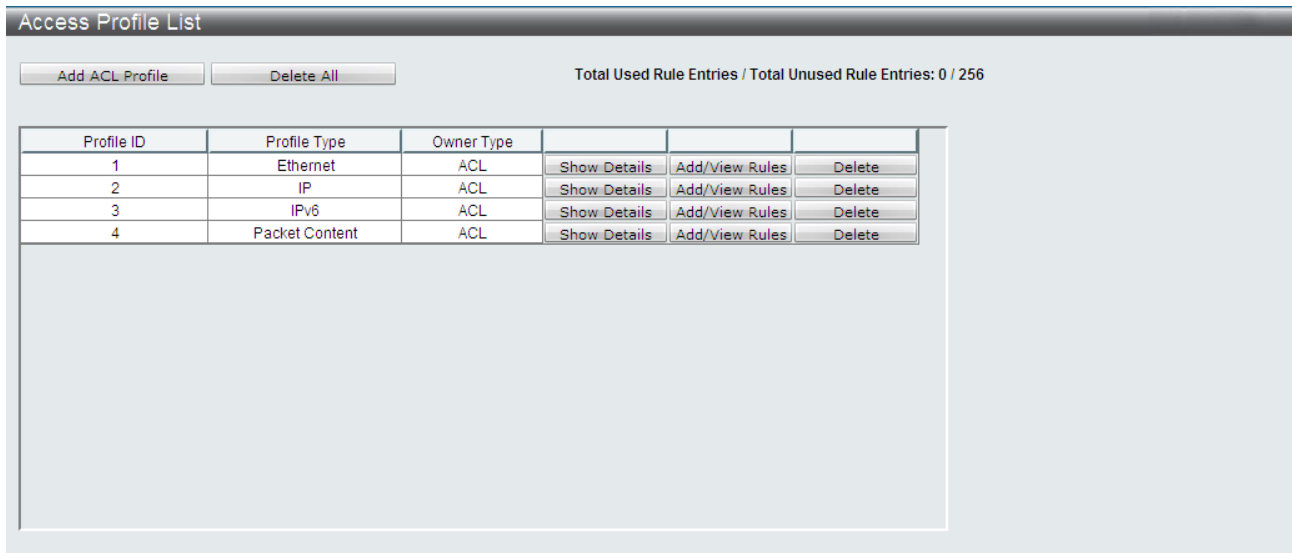 Access Profile List
Add ACL Profile Delete All Total Used Rule Entries / Total Unused Rule Entries: 0 / 256
Profile ID Profile Type Owner Type
1 Ethernet ACL Show Details Add/View Rules Delete
2 IP ACL Show Details Add/View Rules Delete
3 IPv6 ACL Show Details Add/View Rules Delete
4 Packet Content ACL Show Details Add/View Rules Delete